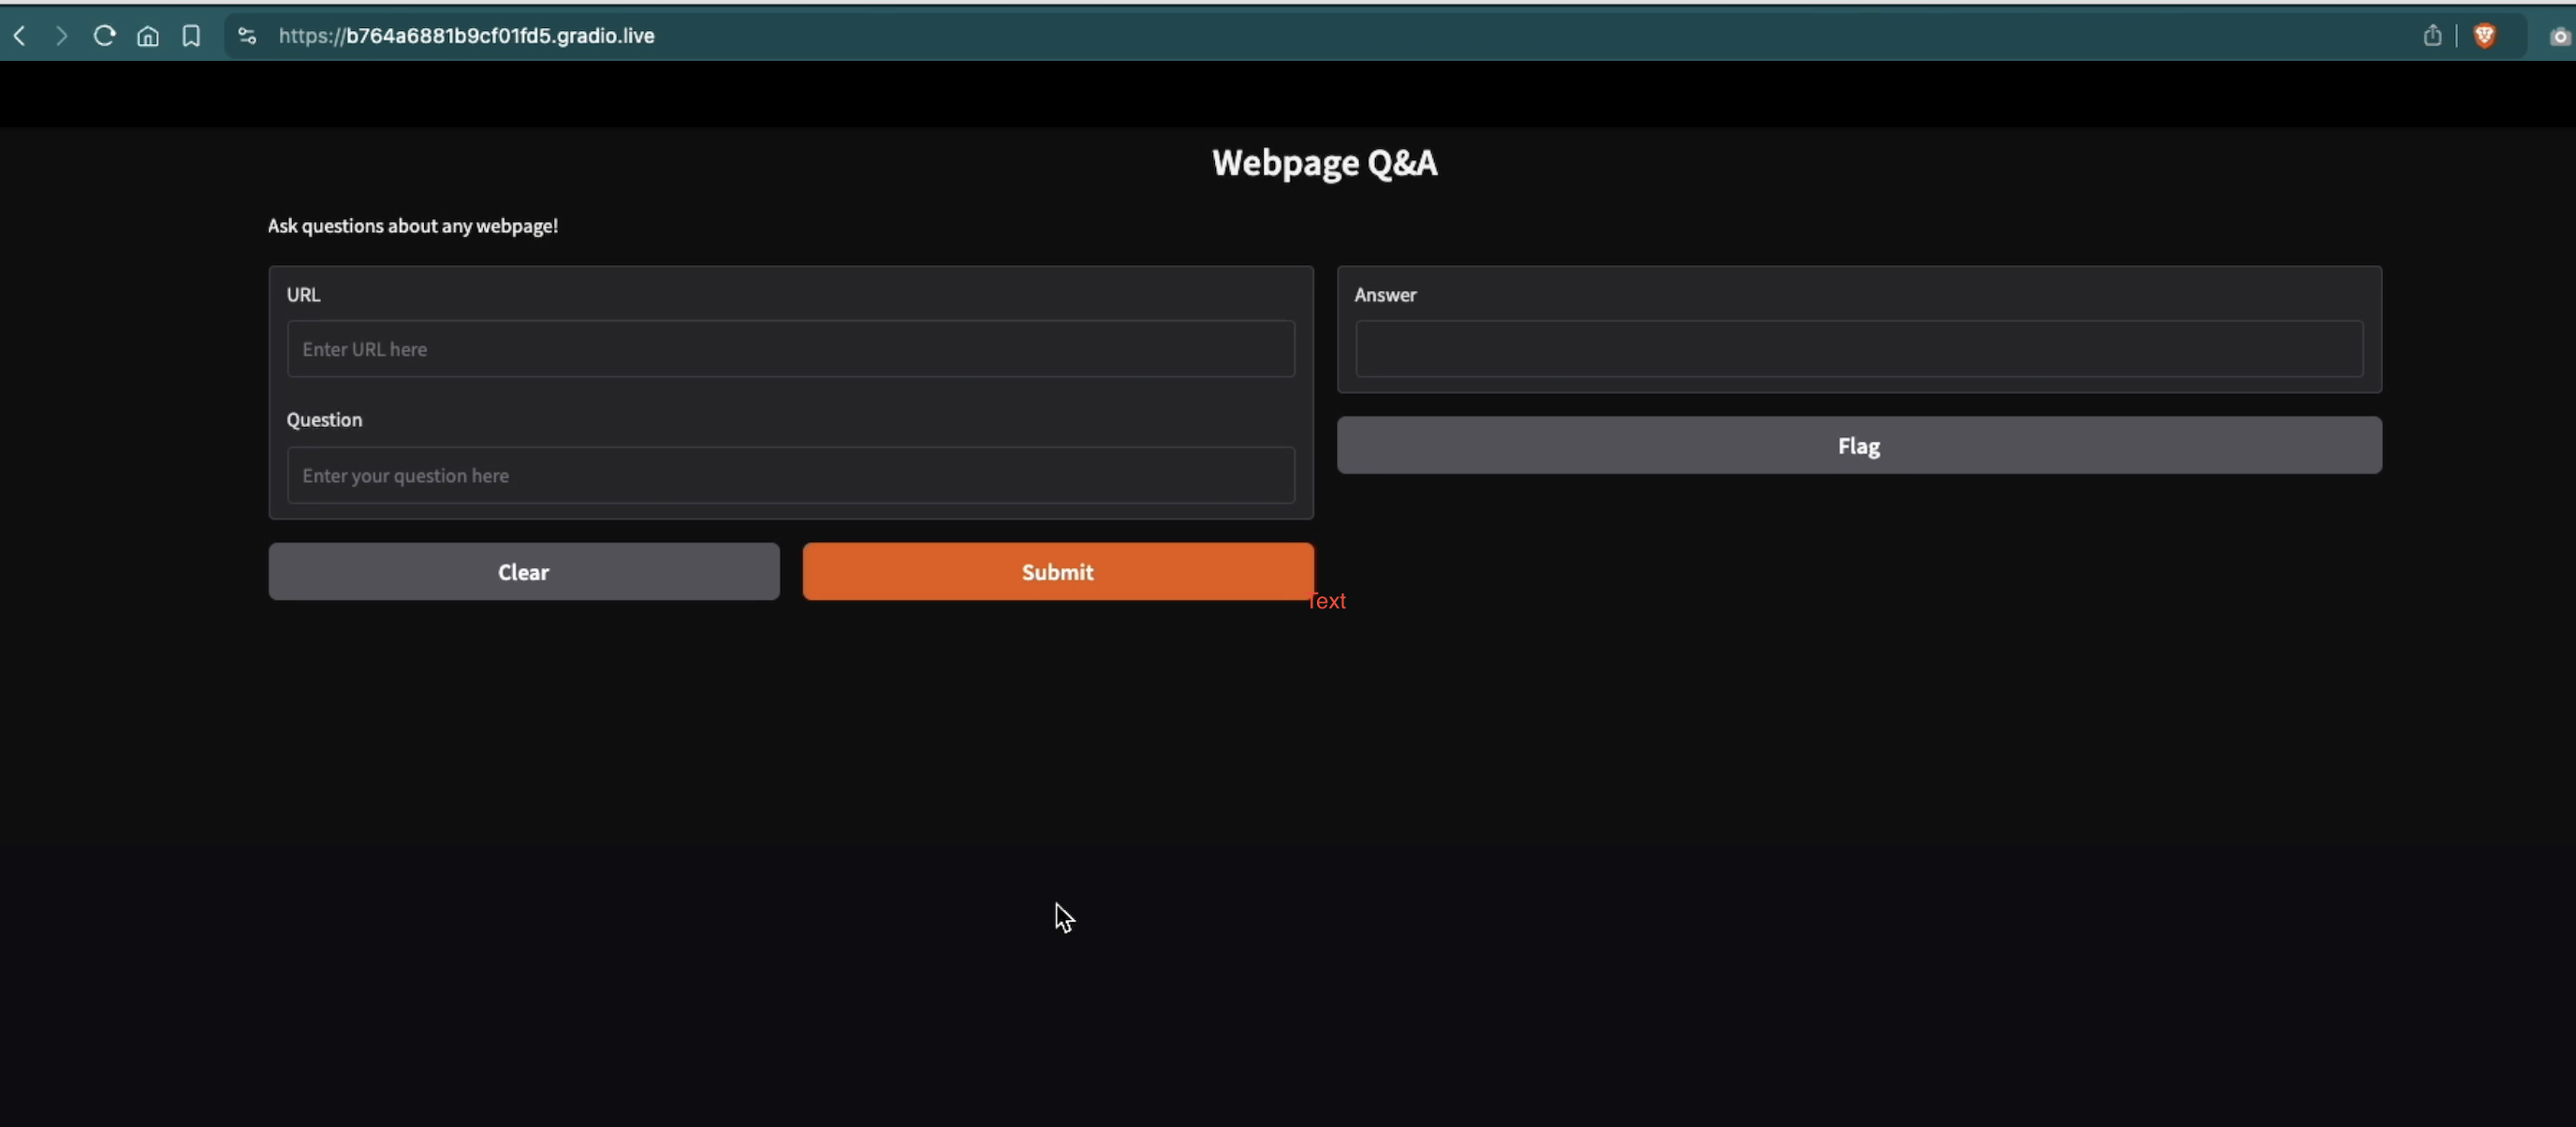 https://b764a6881b9cf01fd5.gradio.live
Webpage Q&A
Ask questions about any webpage!
URL
Enter URL here
Question
Enter your question here
Clear
Submit
Answer
Flag
Text